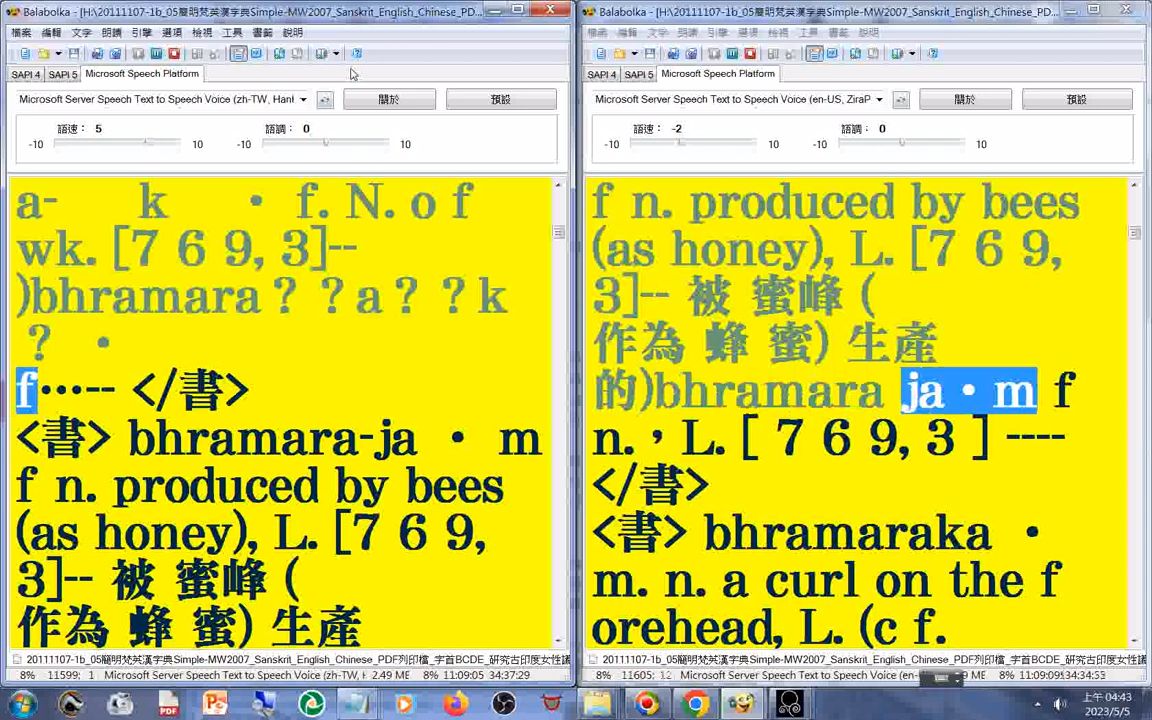 Balabolka - [H:\20111107-1b_05簡明梵英漢字典Simple-MW2007_Sanskrit_English_Chinese_PD...
檔案 編輯 文字 朗讀 引擎 選項 檢視 工具 書籤 說明
SAPI 4 SAPI 5 Microsoft Speech Platform
Microsoft Server Speech Text to Speech Voice (zh-TW, HanH
關於 預設
語速： 5 語調： 0
-10 10 -10 10
a- k • f. N. o f
wk. [7 6 9, 3]--
)bhramara？ ？a？ ？k
？ •
f…-- </書>
<書> bhramara-ja • m
f n. produced by bees
(as honey), L. [7 6 9,
3]-- 被 蜜峰 (
作為 蜂 蜜) 生產
20111107-1b_05簡明梵英漢字典Simple-MW2007_Sanskrit_English_Chinese_PDF列印檔_字首BCDE_研究古印度女性議
8% 11599: 1 Microsoft Server Speech Text to Speech Voice (zh-TW, H 2.49 ME 8% 11:09:05 34:37:29
Balabolka - [H:\20111107-1b_05簡明梵英漢字典Simple-MW2007_Sanskrit_English_Chinese_PD...
檔案 編輯 文字 朗讀 引擎 選項 檢視 工具 書籤 說明
SAPI 4 SAPI 5 Microsoft Speech Platform
Microsoft Server Speech Text to Speech Voice (en-US, ZiraP
關於 預設
語速： -2 語調： 0
-10 10 -10 10
f n. produced by bees
(as honey), L. [7 6 9,
3]-- 被 蜜峰 (
作為 蜂 蜜) 生產
的)bhramara ja • m f
n.，L. [ 7 6 9, 3 ] ----
</書>
<書> bhramaraka •
m. n. a curl on the f
orehead, L. (c f.
20111107-1b_05簡明梵英漢字典Simple-MW2007_Sanskrit_English_Chinese_PDF列印檔_字首BCDE_研究古印度女性議
8% 11605: 12 Microsoft Server Speech Text to Speech Voice (en-US 8% 11:09:09 34:34:53
上午 04:43
2023/5/5